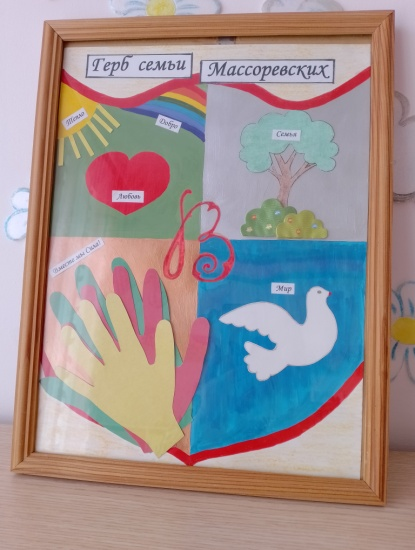 Герб семьи Массоревских
Тепло
Добро
Семья
Любовь
Вместе мы Сила!
В
Мир